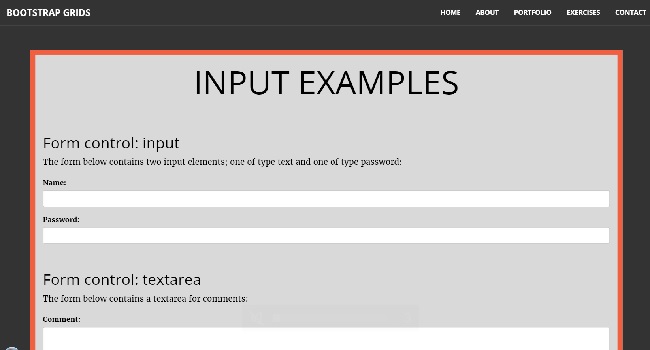 BOOTSTRAP GRIDS
HOME ABOUT PORTFOLIO EXERCISES CONTACT
INPUT EXAMPLES
Form control: input
The form below contains two input elements; one of type text and one of type password:
Name:
Password:
Form control: textarea
The form below contains a textarea for comments:
Comment: